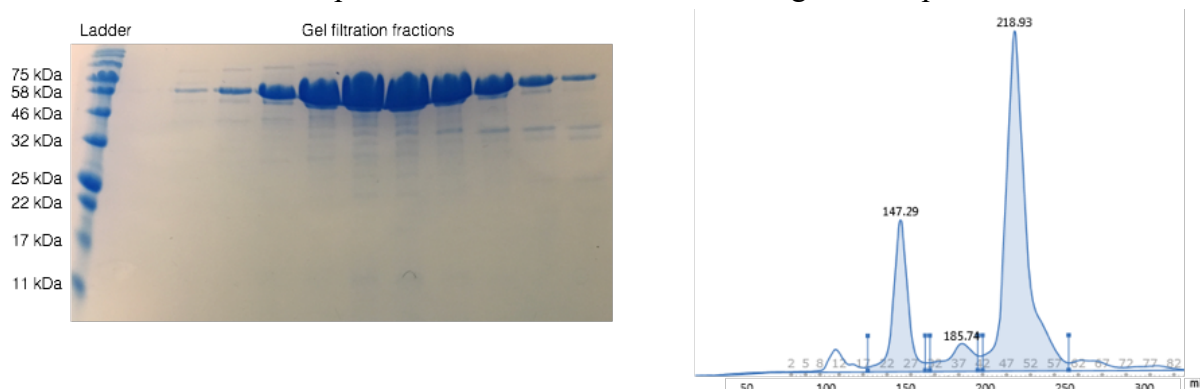 Ladder
Gel filtration fractions
75 kDa
58 kDa
46 kDa
32 kDa
25 kDa
22 kDa
17 kDa
11 kDa
218.93
147.29
185.74
2 5 8 12 17 22 27 37 42 47 52 57 62 67 72 77 82
50 100 150 200 250 300